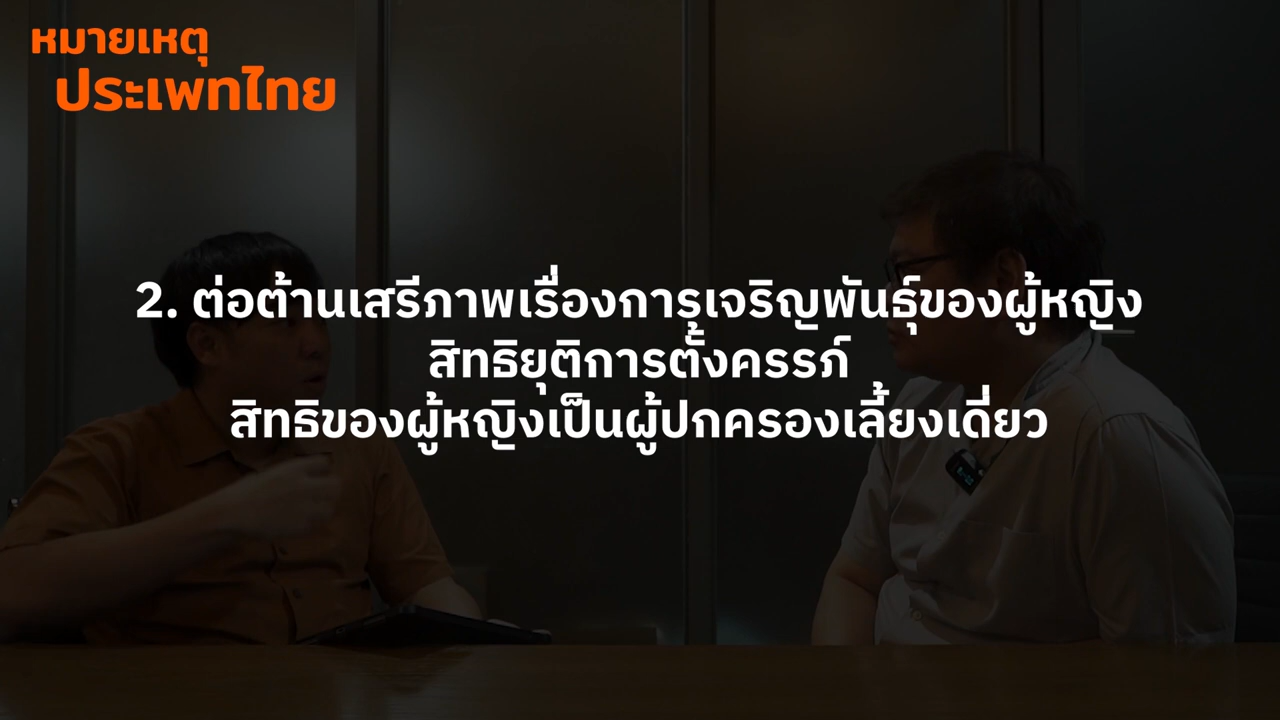 หมายเหตุ
ประเพทไทย
2. ต่อต้านเสรีภาพเรื่องการเจริญพันธุ์ของผู้หญิง
สิทธิยุติการตั้งครรภ์
สิทธิของผู้หญิงเป็นผู้ปกครองเลี้ยงเดี่ยว